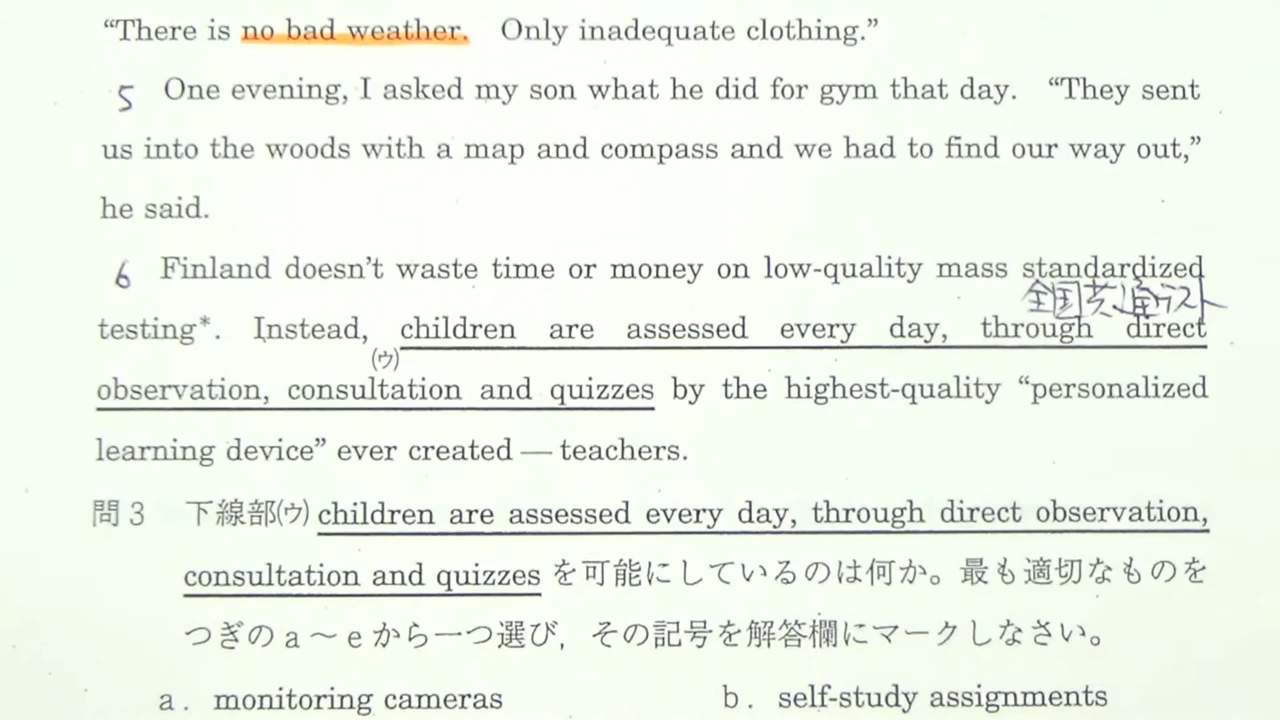 “There is no bad weather. Only inadequate clothing.”
5 One evening, I asked my son what he did for gym that day. “They sent
us into the woods with a map and compass and we had to find our way out,”
he said.
6 Finland doesn’t waste time or money on low-quality mass standardized
全国共通テスト
testing*. Instead, children are assessed every day, through direct
(ウ)
observation, consultation and quizzes by the highest-quality “personalized
learning device” ever created — teachers.
問3 下線部(ウ) children are assessed every day, through direct observation,
consultation and quizzes を可能にしているのは何か。最も適切なものを
つぎの a ～ e から一つ選び，その記号を解答欄にマークしなさい。
a. monitoring cameras b. self-study assignments